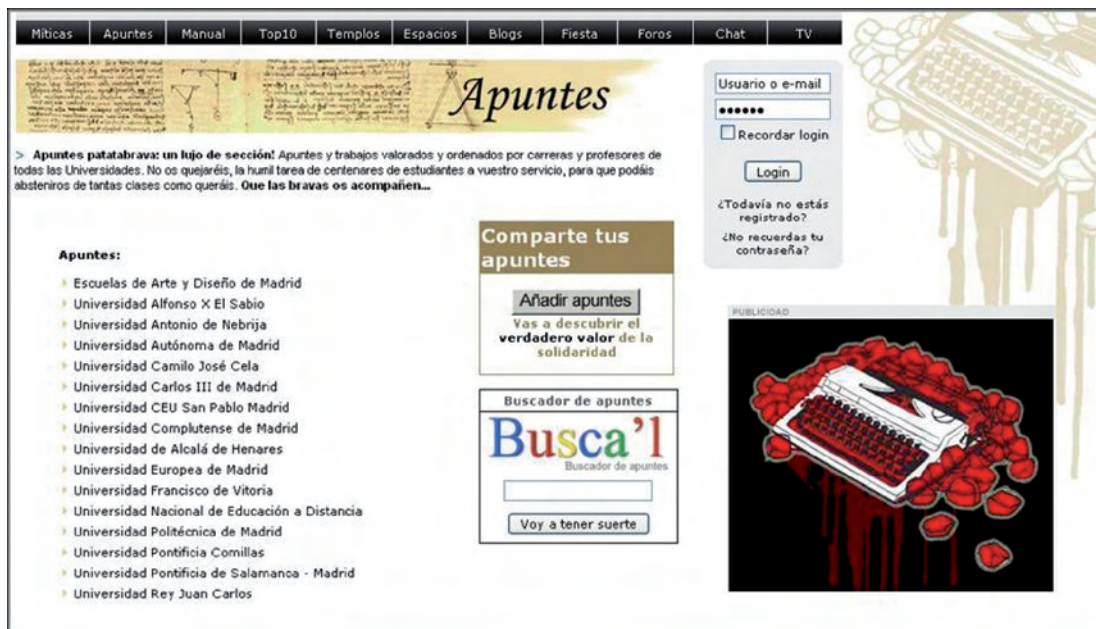 Míticas Apuntes Manual Top10 Templos Espacios Blogs Fiesta Foros Chat TV
Apuntes
> Apuntes patatabrava: un lujo de sección! Apuntes y trabajos valorados y ordenados por carreras y profesores de
todas las Universidades. No os quejaréis, la humil tarea de centenares de estudiantes a vuestro servicio, para que podáis
absteniros de tantas clases como queráis. Que las bravas os acompañen...
Usuario o e-mail
••••••
Recordar login
Login
¿Todavía no estás
registrado?
¿No recuerdas tu
contraseña?
Apuntes:
Escuelas de Arte y Diseño de Madrid
Universidad Alfonso X El Sabio
Universidad Antonio de Nebrija
Universidad Autónoma de Madrid
Universidad Camilo José Cela
Universidad Carlos III de Madrid
Universidad CEU San Pablo Madrid
Universidad Complutense de Madrid
Universidad de Alcalá de Henares
Universidad Europea de Madrid
Universidad Francisco de Vitoria
Universidad Nacional de Educación a Distancia
Universidad Politécnica de Madrid
Universidad Pontificia Comillas
Universidad Pontificia de Salamanca - Madrid
Universidad Rey Juan Carlos
Comparte tus
apuntes
Añadir apuntes
Vas a descubrir el
verdadero valor de la
solidaridad
Buscador de apuntes
Busca'l
Buscador de apuntes
Voy a tener suerte
PUBLICIDAD